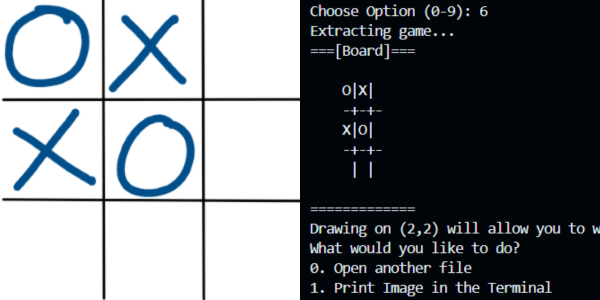 O X
X O
Choose Option (0-9): 6
Extracting game...
===[Board]===
O|X|
-+-+-
X|O|
-+-+-
| |
=============
Drawing on (2,2) will allow you to
What would you like to do?
0. Open another file
1. Print Image in the Terminal